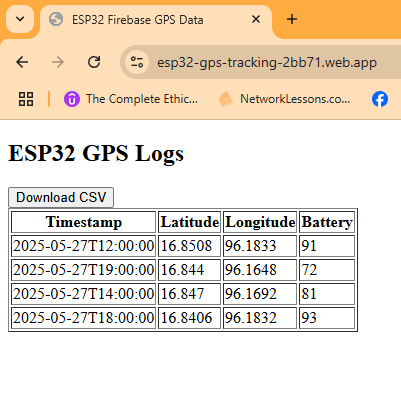 ESP32 Firebase GPS Data
esp32-gps-tracking-2bb71.web.app
The Complete Ethic... NetworkLessons.co...
ESP32 GPS Logs
Download CSV
Timestamp Latitude Longitude Battery
2025-05-27T12:00:00 16.8508 96.1833 91
2025-05-27T19:00:00 16.844 96.1648 72
2025-05-27T14:00:00 16.847 96.1692 81
2025-05-27T18:00:00 16.8406 96.1832 93